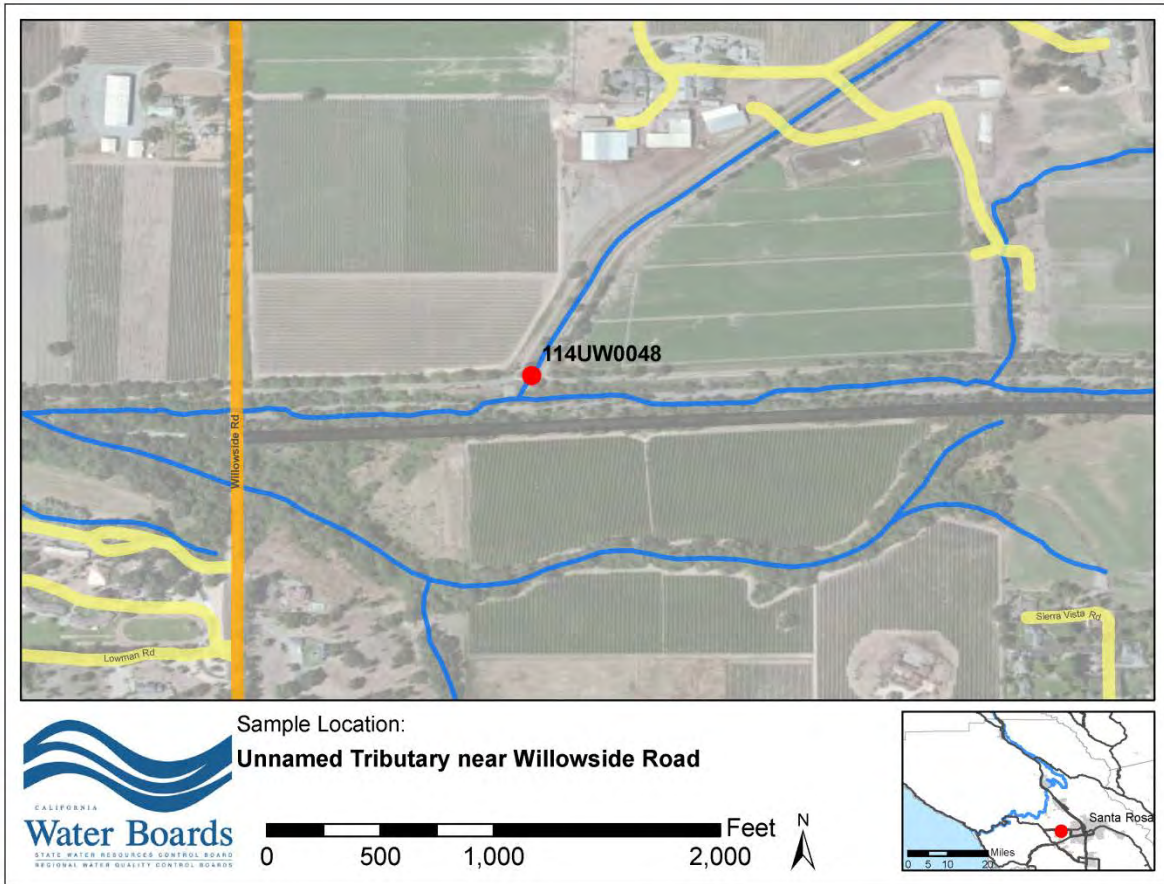 114UW0048
Willowside Rd
Lowman Rd
Sierra Vista Rd
Sample Location:
Unnamed Tributary near Willowside Road
CALIFORNIA
Water Boards
STATE WATER RESOURCES CONTROL BOARD
REGIONAL WATER QUALITY CONTROL BOARDS
Feet
0 500 1,000 2,000
N
Santa Rosa
Miles
0 5 10 20